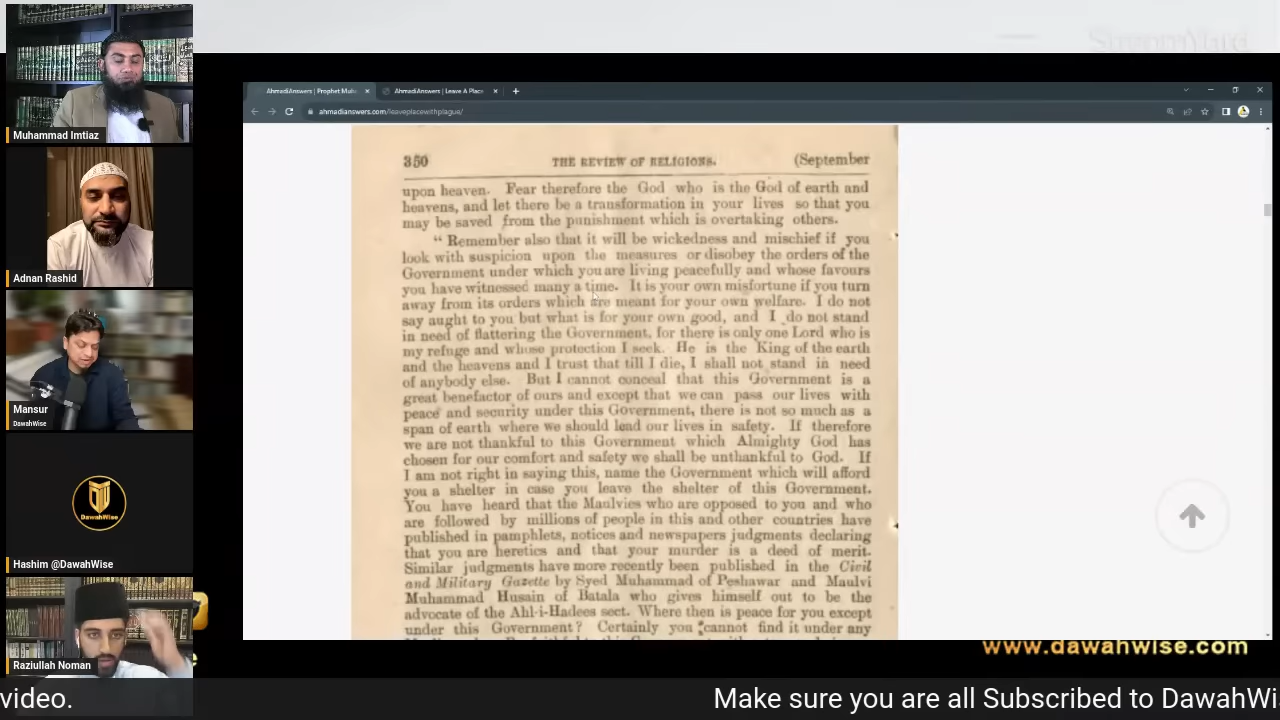 StreamYard
AhmadiAnswers | Prophet Muha
AhmadiAnswers | Leave A Place
ahmadianswers.com/leaveplacewithplague/
350 THE REVIEW OF RELIGIONS. (September
upon heaven. Fear therefore the God who is the God of earth and
heavens, and let there be a transformation in your lives so that you
may be saved from the punishment which is overtaking others.
“ Remember also that it will be wickedness and mischief if you
look with suspicion upon the measures or disobey the orders of the
Government under which you are living peacefully and whose favours
you have witnessed many a time. It is your own misfortune if you turn
away from its orders which are meant for your own welfare. I do not
say aught to you but what is for your own good, and I do not stand
in need of flattering the Government, for there is only one Lord who is
my refuge and whose protection I seek. He is the King of the earth
and the heavens and I trust that till I die, I shall not stand in need
of anybody else. But I cannot conceal that this Government is a
great benefactor of ours and except that we can pass our lives with
peace and security under this Government, there is not so much as a
span of earth where we should lead our lives in safety. If therefore
we are not thankful to this Government which Almighty God has
chosen for our comfort and safety we shall be unthankful to God. If
I am not right in saying this, name the Government which will afford
you a shelter in case you leave the shelter of this Government.
You have heard that the Maulvies who are opposed to you and who
are followed by millions of people in this and other countries have
published in pamphlets, notices and newspapers judgments declaring
that you are heretics and that your murder is a deed of merit.
Similar judgments have more recently been published in the Civil
and Military Gazette by Syed Muhammad of Peshawar and Maulvi
Muhammad Husain of Batala who gives himself out to be the
advocate of the Ahl-i-Hadees sect. Where then is peace for you except
under this Government? Certainly you cannot find it under any
Muhammad Imtiaz
Adnan Rashid
Mansur
DawahWise
DawahWise
Hashim @DawahWise
Raziullah Noman
www.dawahwise.com
video. Make sure you are all Subscribed to DawahWi